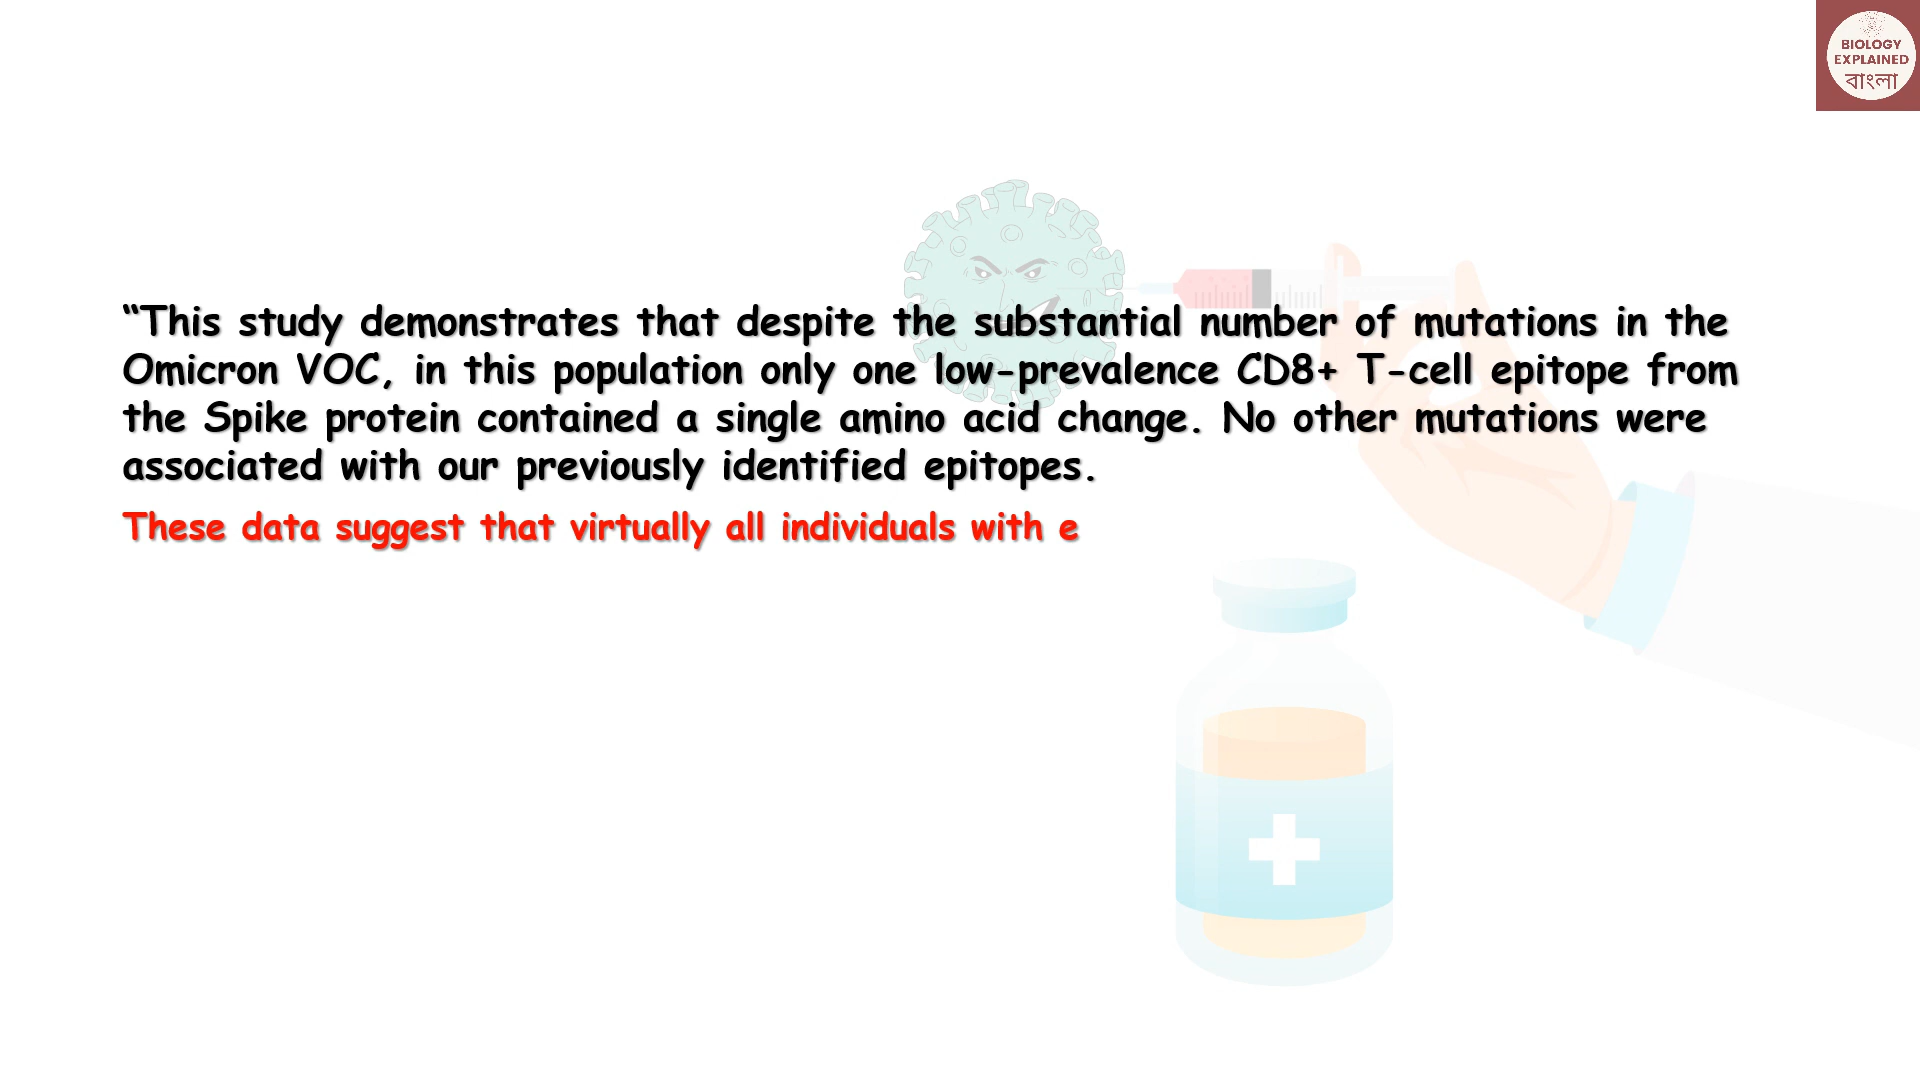 BIOLOGY
EXPLAINED
বাংলা
“This study demonstrates that despite the substantial number of mutations in the
Omicron VOC, in this population only one low-prevalence CD8+ T-cell epitope from
the Spike protein contained a single amino acid change. No other mutations were
associated with our previously identified epitopes.
These data suggest that virtually all individuals with e